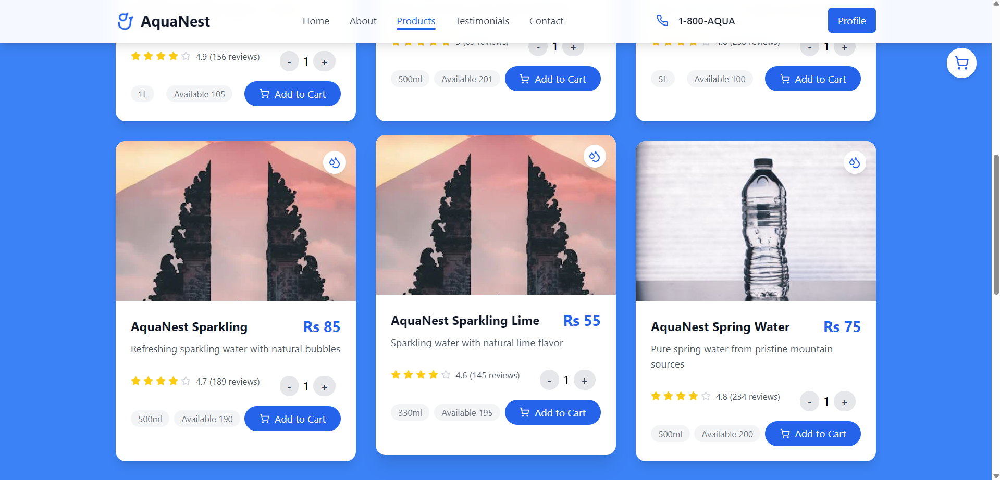 AquaNest
Home About Products Testimonials Contact
1-800-AQUA
Profile
4.9 (156 reviews)
- 1 +
1L
Available 105
Add to Cart
- 1 +
500ml
Available 201
Add to Cart
- 1 +
5L
Available 100
Add to Cart
AquaNest Sparkling
Rs 85
Refreshing sparkling water with natural bubbles
4.7 (189 reviews)
- 1 +
500ml
Available 190
Add to Cart
AquaNest Sparkling Lime
Rs 55
Sparkling water with natural lime flavor
4.6 (145 reviews)
- 1 +
330ml
Available 195
Add to Cart
AquaNest Spring Water
Rs 75
Pure spring water from pristine mountain
sources
4.8 (234 reviews)
- 1 +
500ml
Available 200
Add to Cart